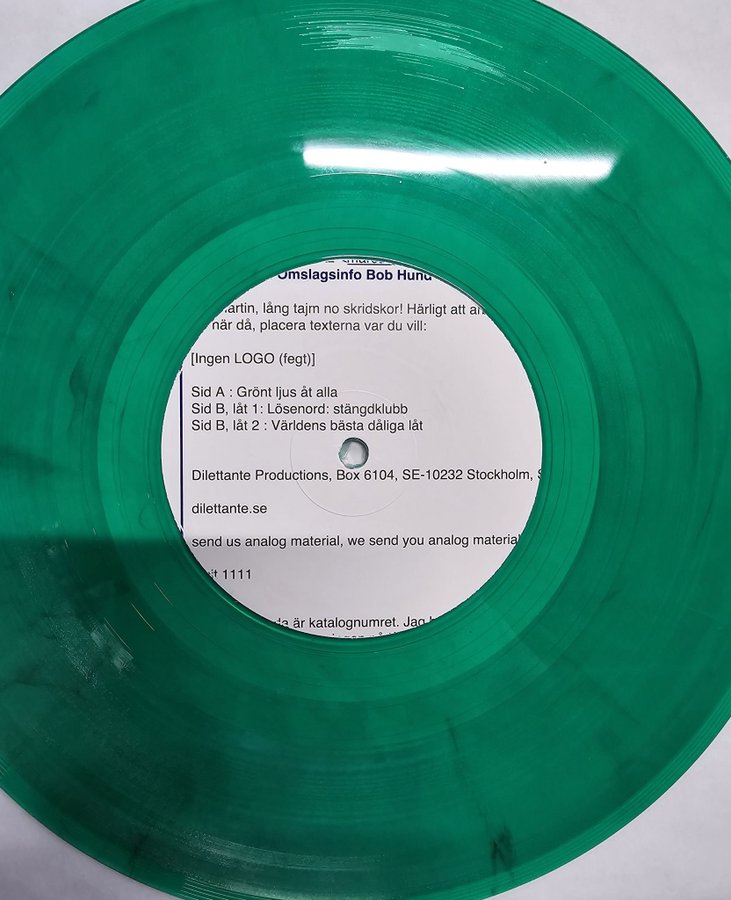 Omslagsinfo Bob Hund
Martin, lång tajm no skridskor! Härligt att
när då, placera texterna var du vill:
[Ingen LOGO (fegt)]
Sid A : Grönt ljus åt alla
Sid B, låt 1: Lösenord: stängdklubb
Sid B, låt 2 : Världens bästa dåliga låt
Dilettante Productions, Box 6104, SE-10232 Stockholm,
dilettante.se
send us analog material, we send you analog material
1111
är katalognumret. Jag